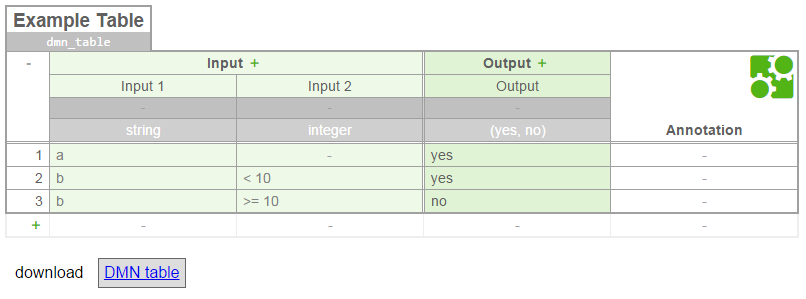 Example Table
dmn_table
- Input + Output +
Input 1 Input 2 Output
- - -
string integer (yes, no) Annotation
1 a - yes -
2 b < 10 yes -
3 b >= 10 no -
+ - - - -
download DMN table